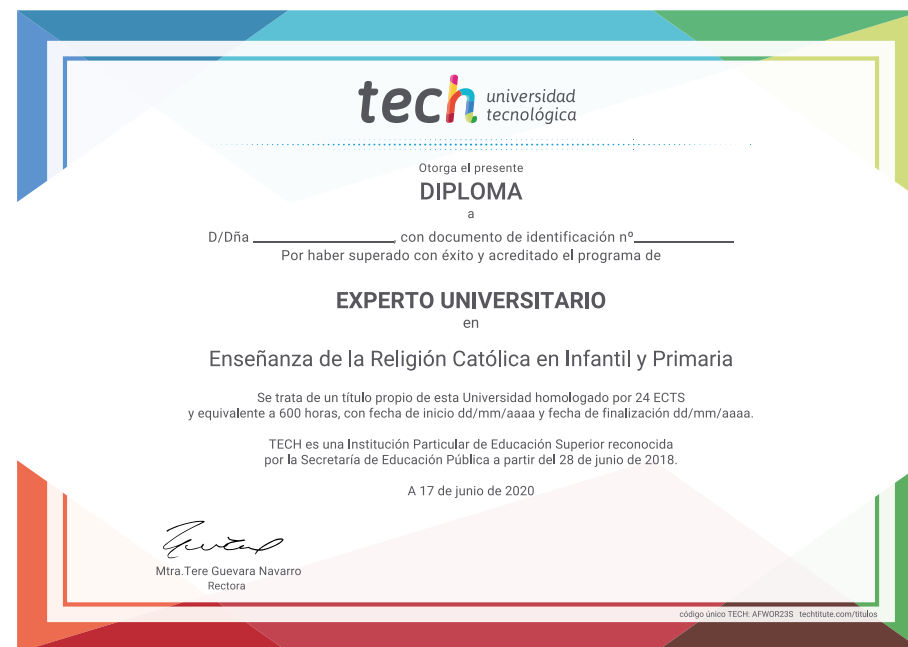 tech universidad
tecnológica
Otorga el presente
DIPLOMA
a
D/Dña ____________, con documento de identificación nº____________
Por haber superado con éxito y acreditado el programa de
EXPERTO UNIVERSITARIO
en
Enseñanza de la Religión Católica en Infantil y Primaria
Se trata de un título propio de esta Universidad homologado por 24 ECTS
y equivalente a 600 horas, con fecha de inicio dd/mm/aaaa y fecha de finalización dd/mm/aaaa.
TECH es una Institución Particular de Educación Superior reconocida
por la Secretaría de Educación Pública a partir del 28 de junio de 2018.
A 17 de junio de 2020
Mtra.Tere Guevara Navarro
Rectora
código único TECH: AFWOR23S techtitute.com/titulos